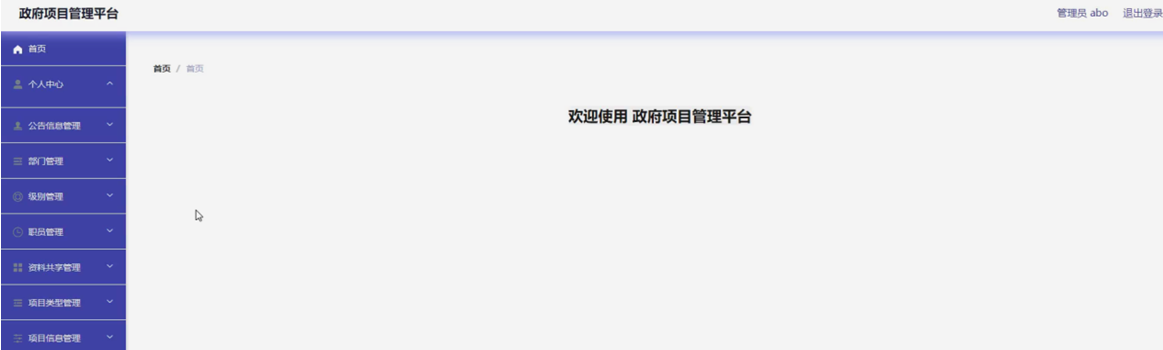 政府项目管理平台
管理员 abo 退出登录
首页
个人中心
公告信息管理
部门管理
级别管理
职员管理
资料共享管理
项目类型管理
项目信息管理
首页 / 首页
欢迎使用 政府项目管理平台